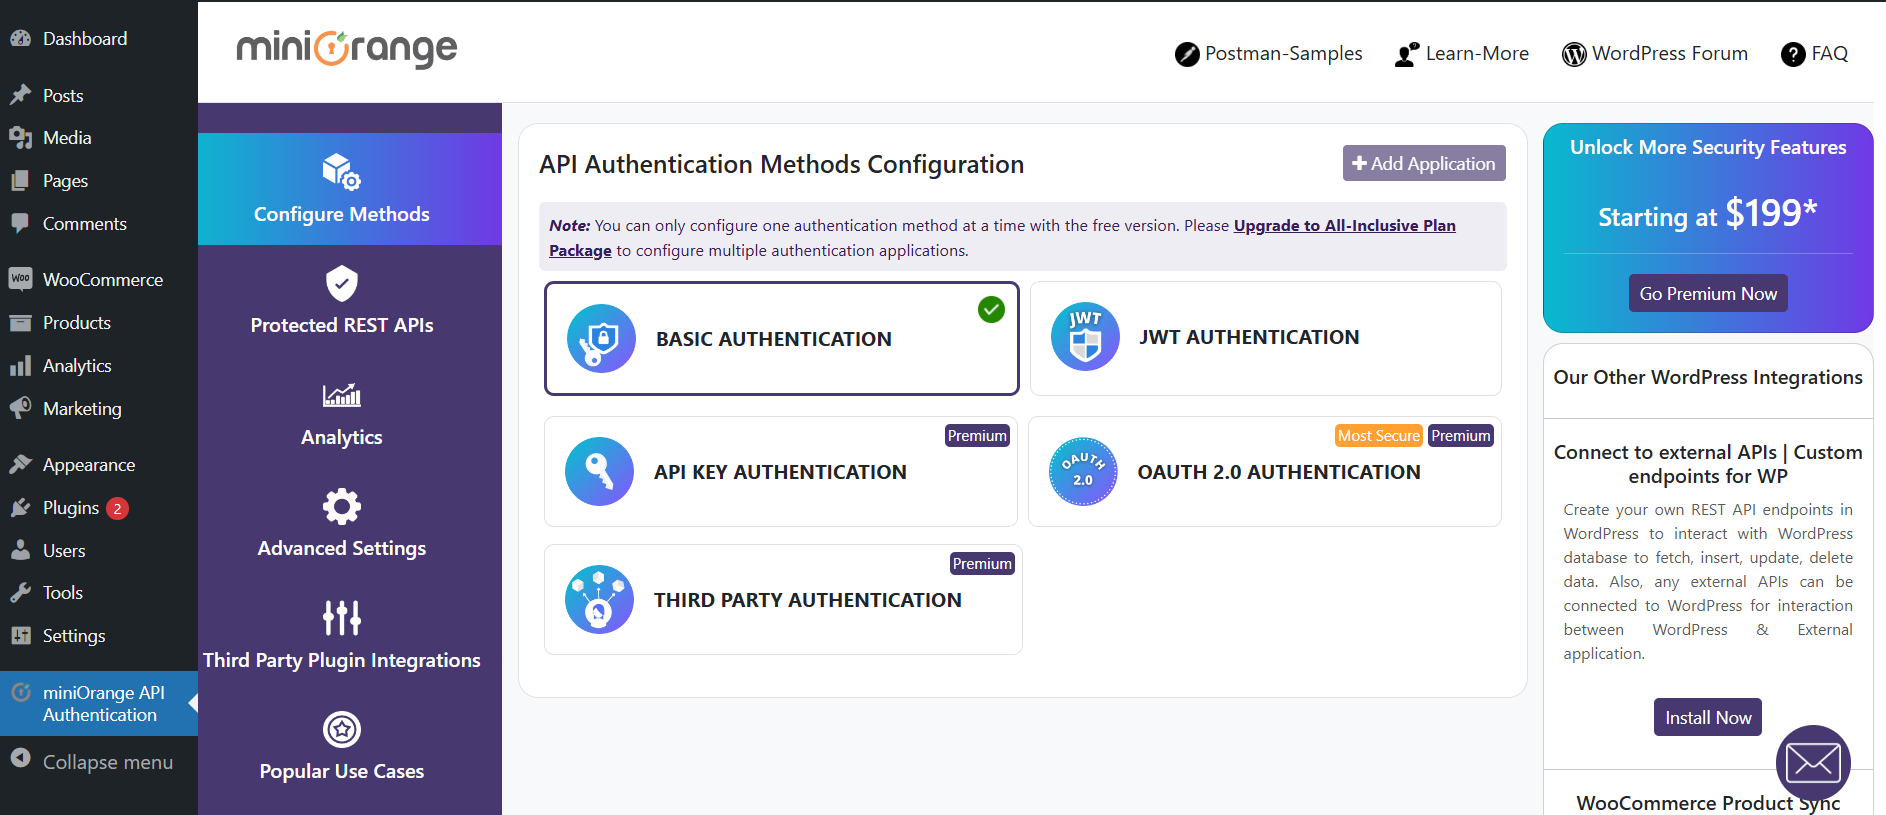 Dashboard
Posts
Media
Pages
Comments
Woo WooCommerce
Products
Analytics
Marketing
Appearance
Plugins 2
Users
Tools
Settings
miniOrange API
Authentication
Collapse menu
miniOrange
Postman-Samples
? Learn-More
WordPress Forum
? FAQ
Configure Methods
Protected REST APIs
Analytics
Advanced Settings
Third Party Plugin Integrations
Popular Use Cases
API Authentication Methods Configuration
Add Application
Note: You can only configure one authentication method at a time with the free version. Please Upgrade to All-Inclusive Plan
Package to configure multiple authentication applications.
BASIC AUTHENTICATION
JWT
JWT AUTHENTICATION
Premium
API KEY AUTHENTICATION
Most Secure Premium
OAUTH
2.0
OAUTH 2.0 AUTHENTICATION
Premium
THIRD PARTY AUTHENTICATION
Unlock More Security Features
Starting at $199*
Go Premium Now
Our Other WordPress Integrations
Connect to external APIs | Custom
endpoints for WP
Create your own REST API endpoints in
WordPress to interact with WordPress
database to fetch, insert, update, delete
data. Also, any external APIs can be
connected to WordPress for interaction
between WordPress & External
application.
Install Now
WooCommerce Product Sync